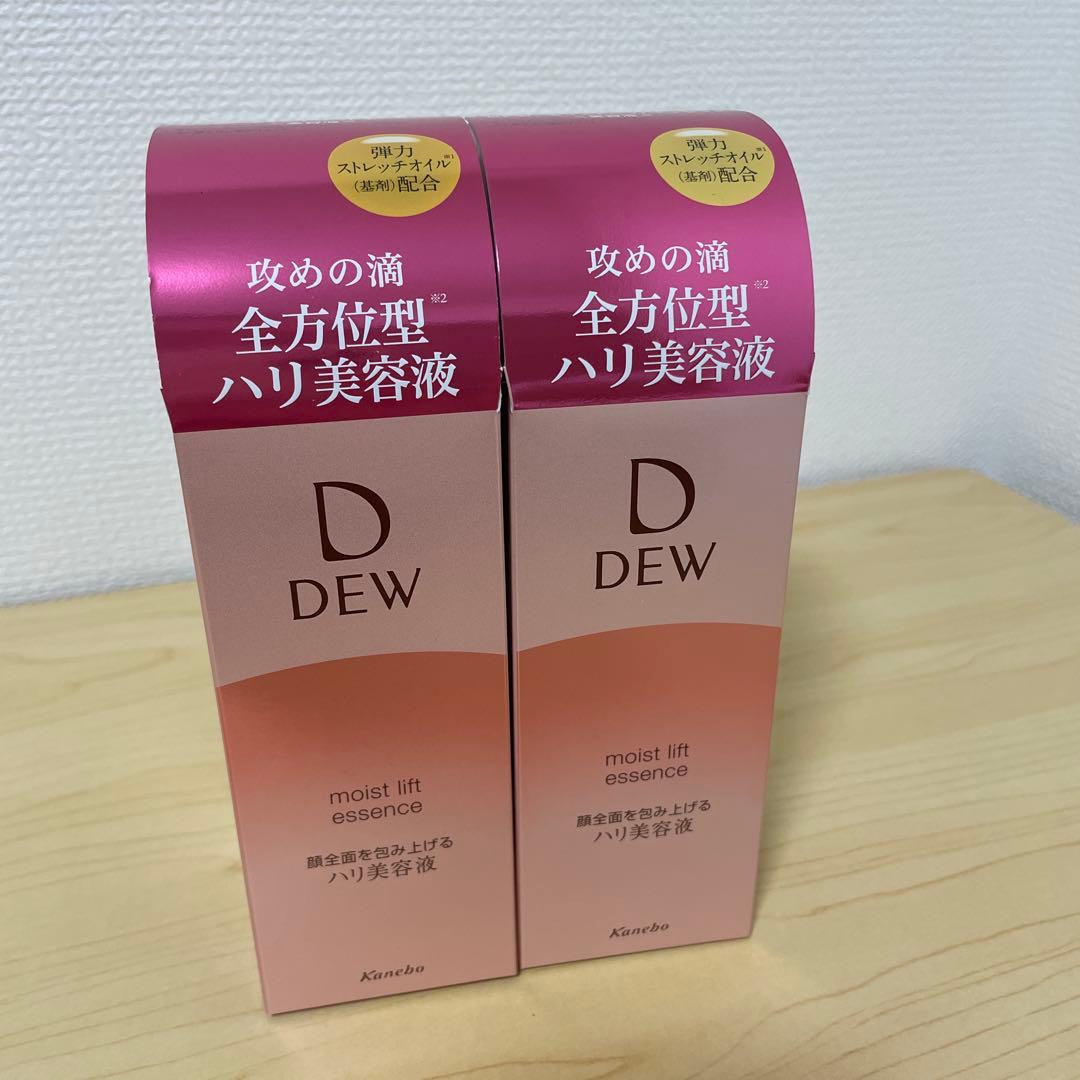 弾力
ストレッチオイル※1
(基剤)配合
攻めの滴
全方位型※2
ハリ美容液
D
DEW
moist lift
essence
顔全面を包み上げる
ハリ美容液
Kanebo
弾力
ストレッチオイル※1
(基剤)配合
攻めの滴
全方位型※2
ハリ美容液
D
DEW
moist lift
essence
顔全面を包み上げる
ハリ美容液
Kanebo